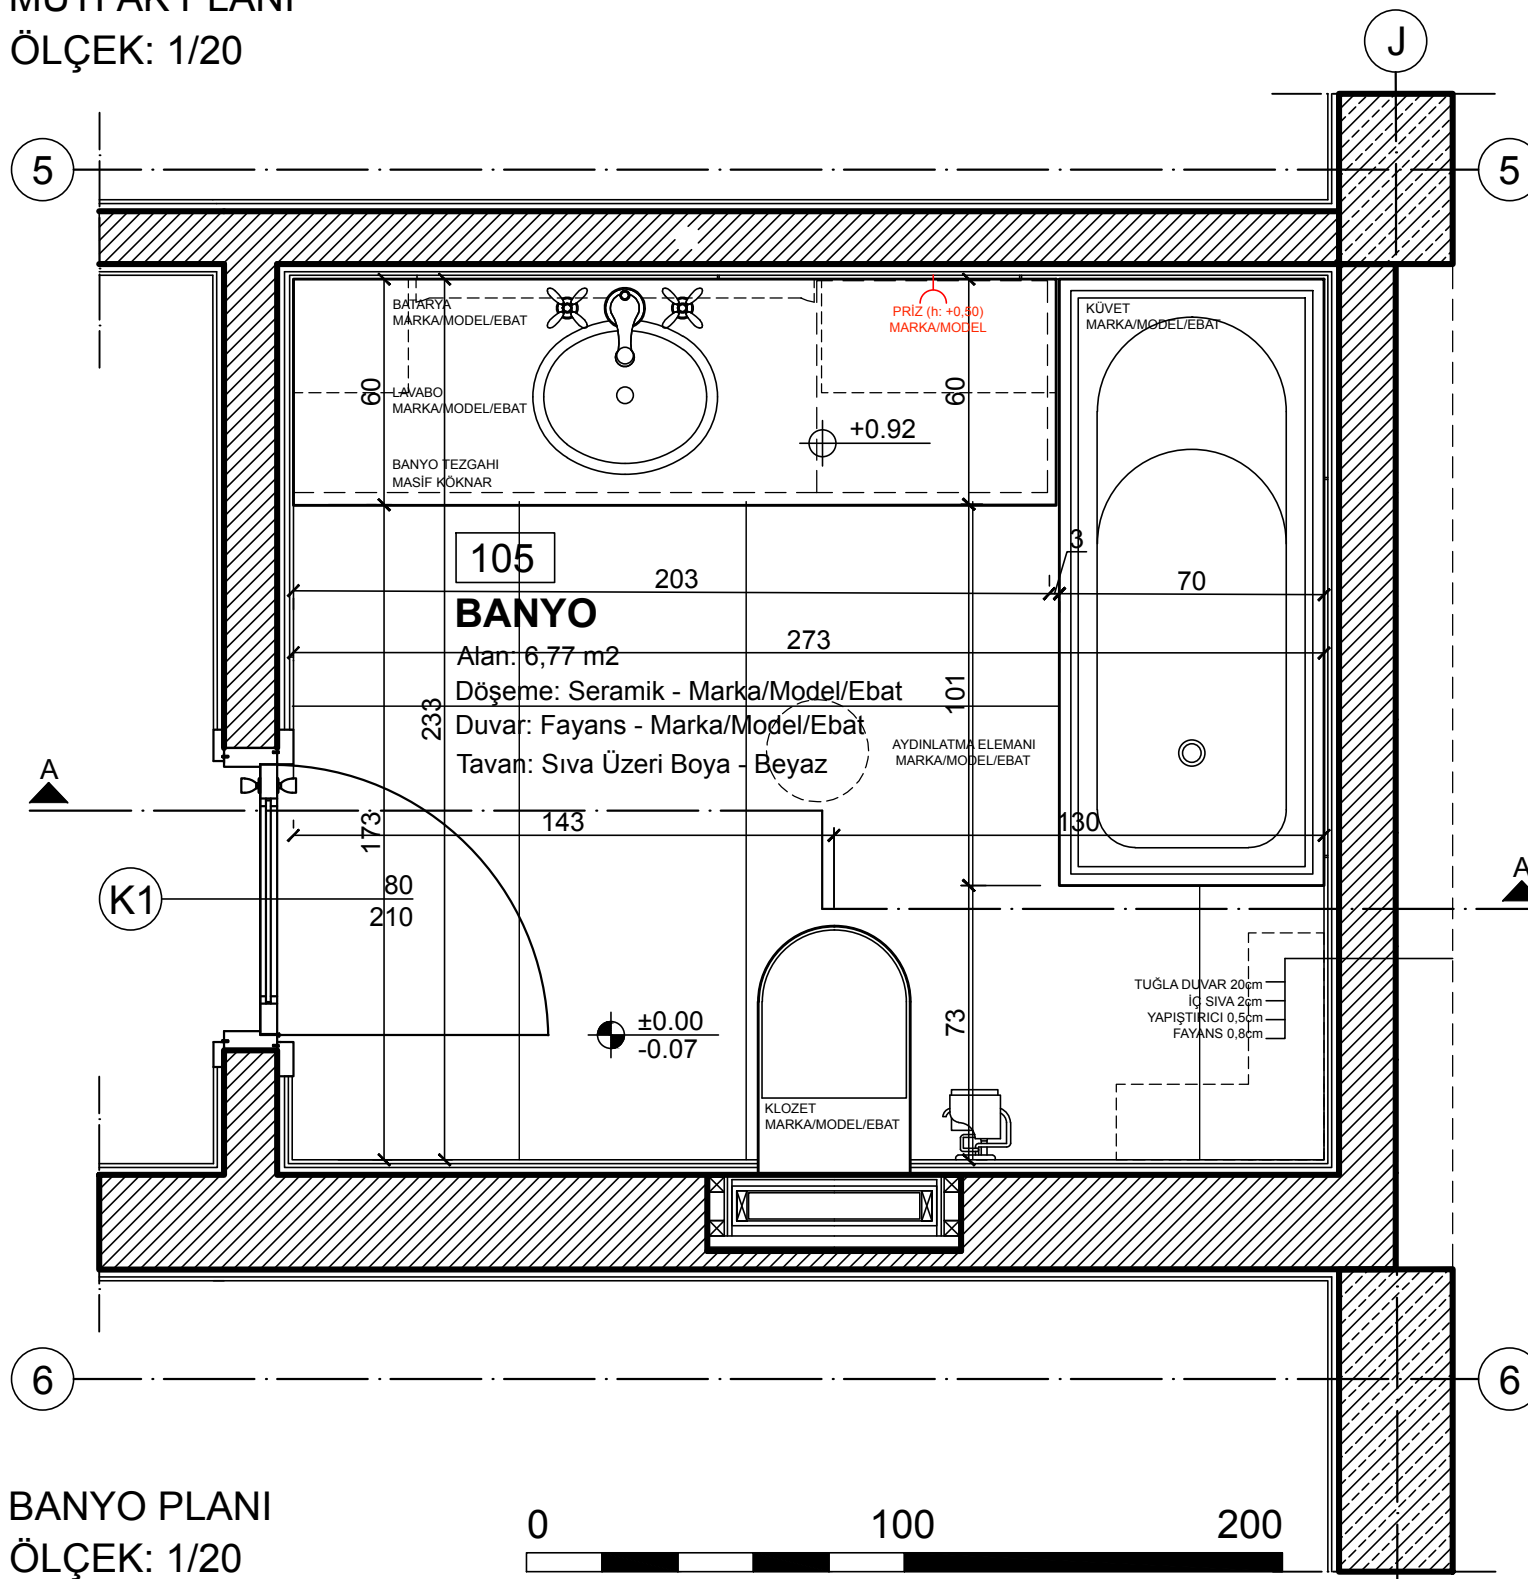 MUTFAK PLANI
ÖLÇEK: 1/20
J
5
5
BATARYA
MARKA/MODEL/EBAT
PRİZ (h: +0,50)
MARKA/MODEL
KÜVET
MARKA/MODEL/EBAT
60
LAVABO
MARKA/MODEL/EBAT
60
+0.92
BANYO TEZGAHI
MASİF KÖKNAR
105
3
203
70
BANYO
273
Alan: 6,77 m2
Döşeme: Seramik - Marka/Model/Ebat
101
233
Duvar: Fayans - Marka/Model/Ebat
AYDINLATMA ELEMANI
MARKA/MODEL/EBAT
Tavan: Sıva Üzeri Boya - Beyaz
A
173
143
130
A
K1
80
210
TUĞLA DUVAR 20cm
İÇ SIVA 2cm
YAPIŞTIRICI 0,5cm
FAYANS 0,8cm
±0.00
-0.07
73
KLOZET
MARKA/MODEL/EBAT
6
6
BANYO PLANI
ÖLÇEK: 1/20
0
100
200